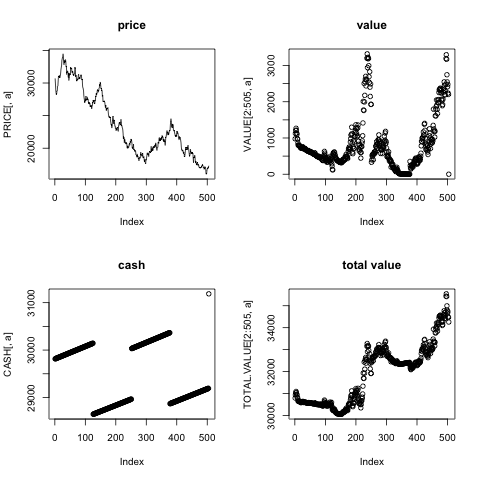 price
PRICE[, a]
20000 30000
0 100 200 300 400 500
Index
value
VALUE[2:505, a]
0 1000 2000 3000
0 100 200 300 400 500
Index
cash
CASH[, a]
29000 30000 31000
0 100 200 300 400 500
Index
total value
TOTAL.VALUE[2:505, a]
30000 32000 34000
0 100 200 300 400 500
Index